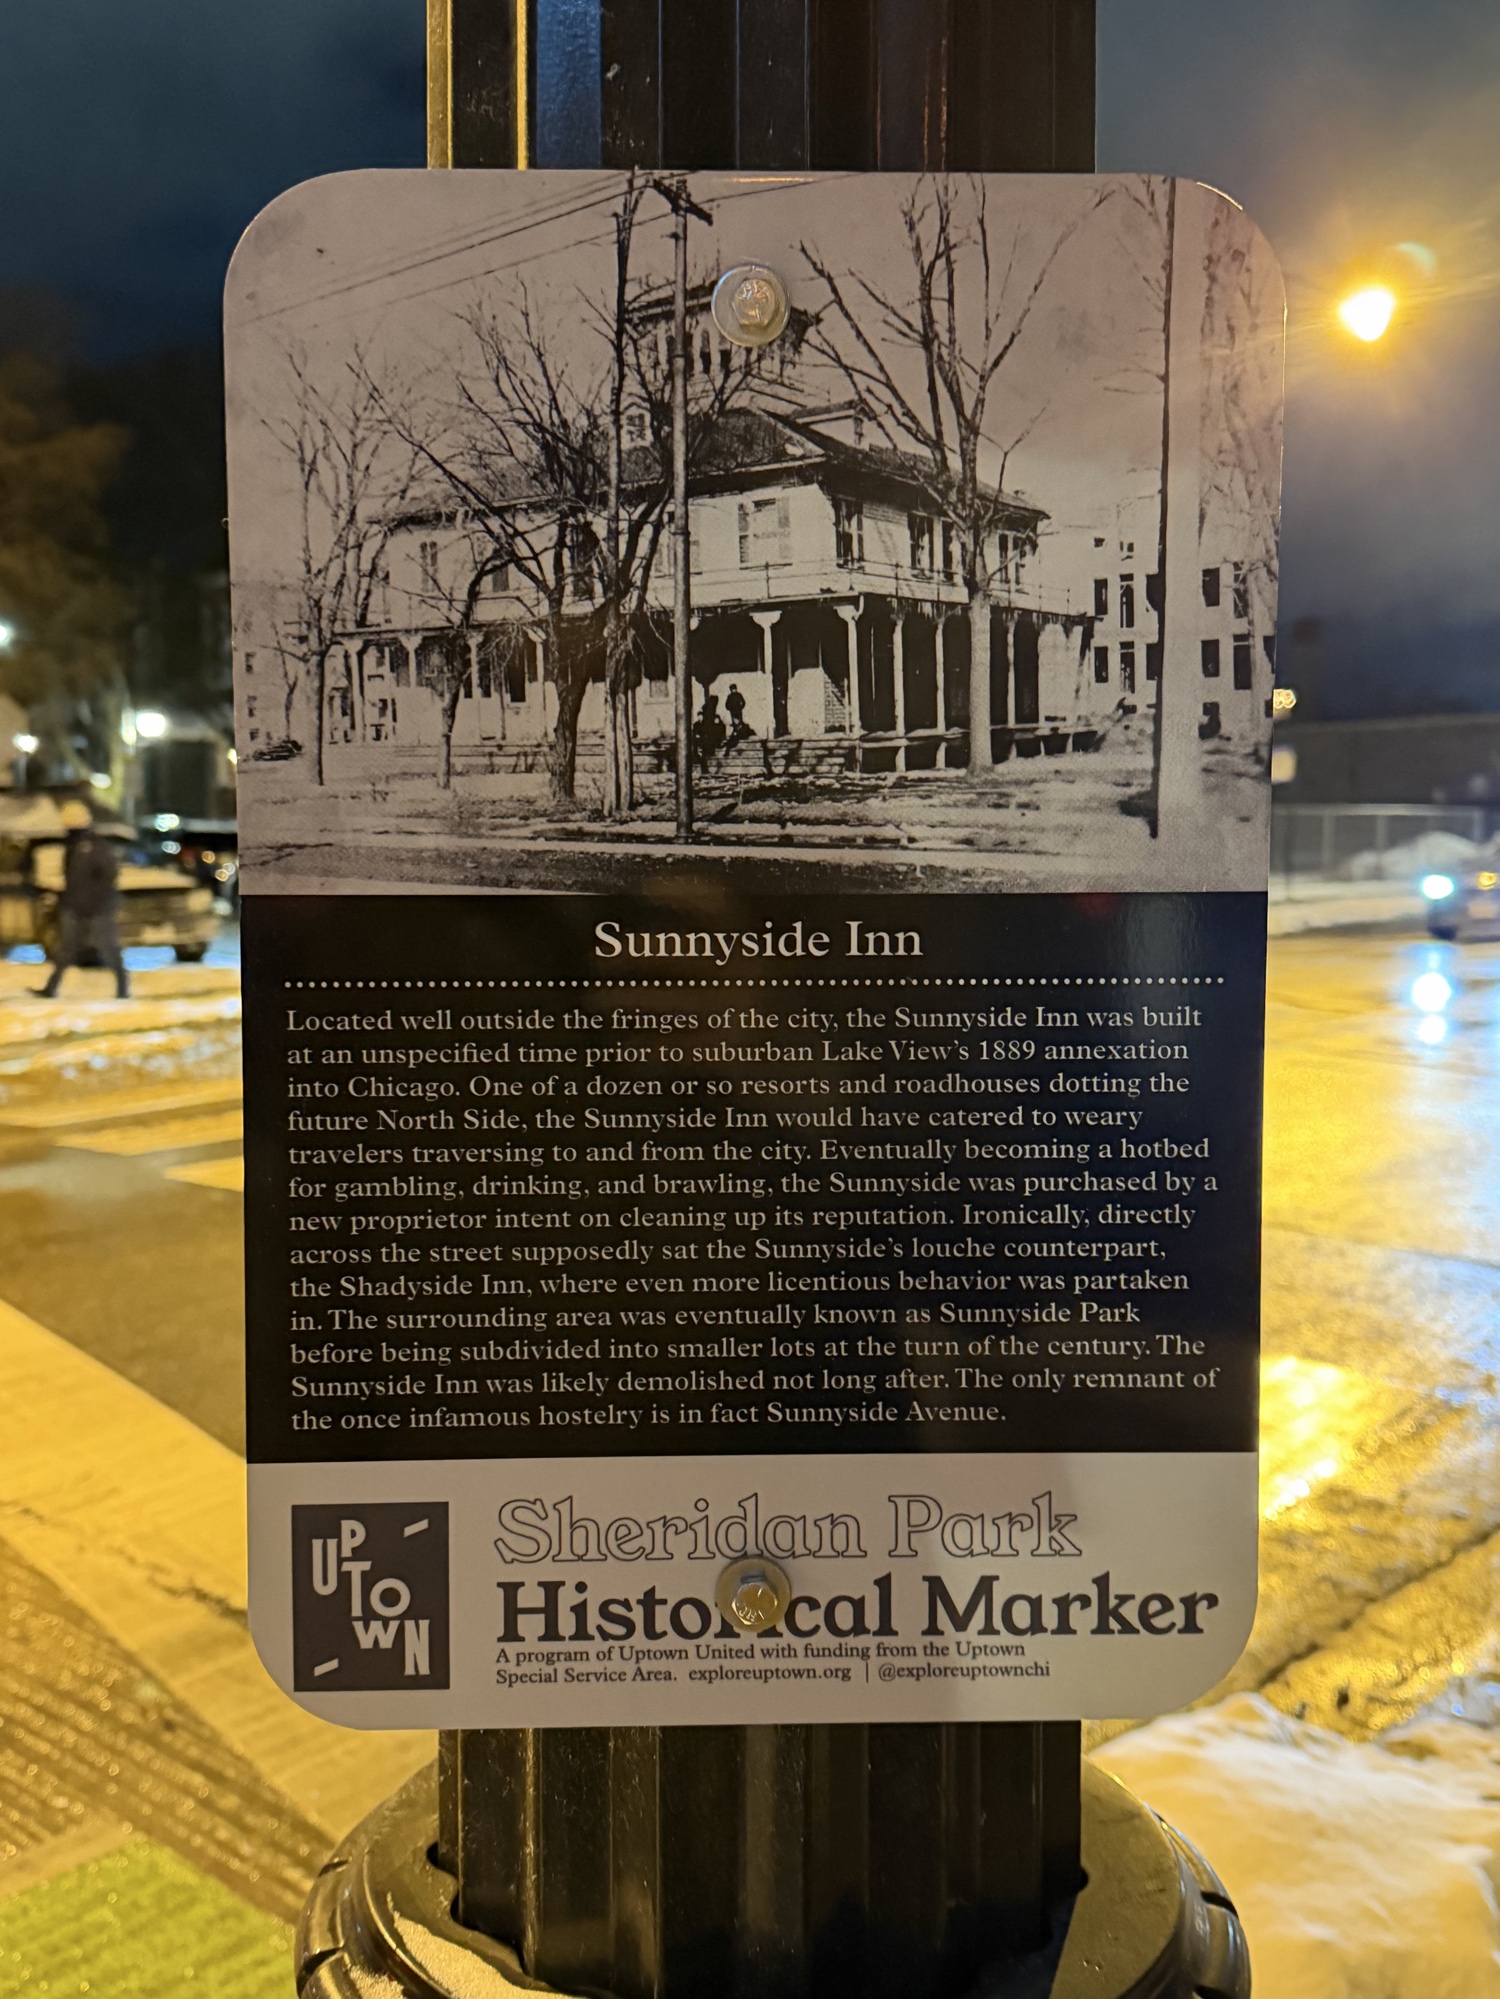 Sunnyside Inn
Located well outside the fringes of the city, the Sunnyside Inn was built
at an unspecified time prior to suburban Lake View's 1889 annexation
into Chicago. One of a dozen or so resorts and roadhouses dotting the
future North Side, the Sunnyside Inn would have catered to weary
travelers traversing to and from the city. Eventually becoming a hotbed
for gambling, drinking, and brawling, the Sunnyside was purchased by a
new proprietor intent on cleaning up its reputation. Ironically, directly
across the street supposedly sat the Sunnyside's louche counterpart,
the Shadyside Inn, where even more licentious behavior was partaken
in. The surrounding area was eventually known as Sunnyside Park
before being subdivided into smaller lots at the turn of the century. The
Sunnyside Inn was likely demolished not long after. The only remnant of
the once infamous hostelry is in fact Sunnyside Avenue.
UPTOWN
Sheridan Park
Historical Marker
A program of Uptown United with funding from the Uptown
Special Service Area. exploreuptown.org | @exploreuptownchi